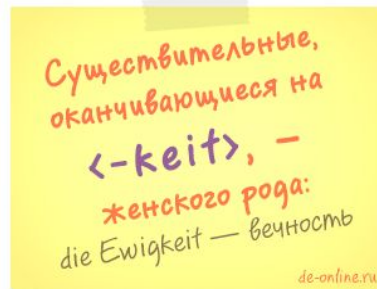 Существительные,
оканчивающиеся на
<-keit>, –
женского рода:
die Ewigkeit — вечность
de-online.ru